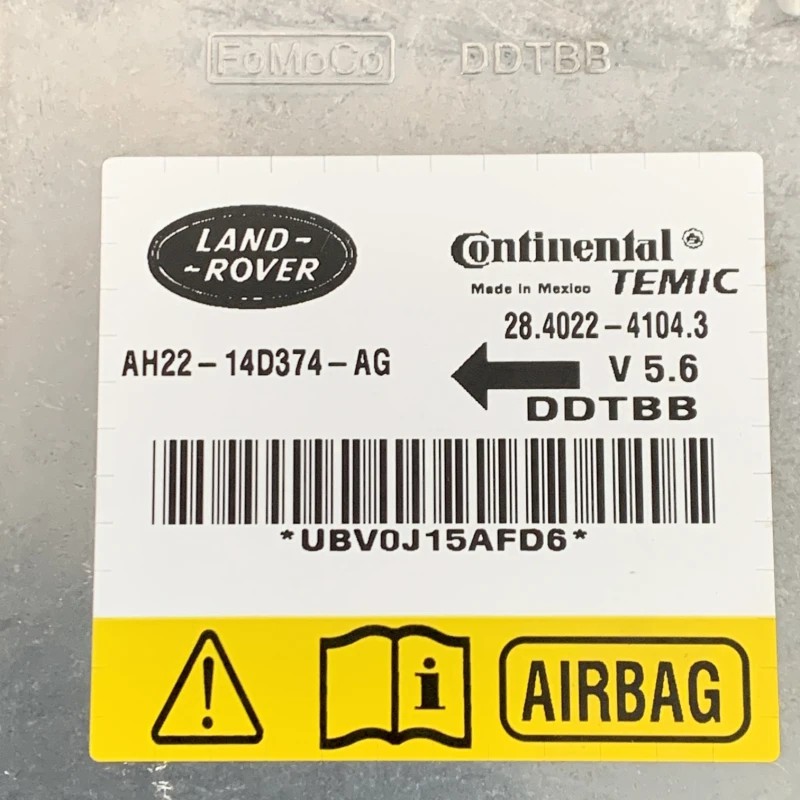 FoMoCo DDTBB
LAND-
-ROVER
Continental
Made in Mexico TEMIC
28.4022-4104.3
AH22-14D374-AG
V 5.6
DDTBB
*UBV0J15AFD6*
! i AIRBAG